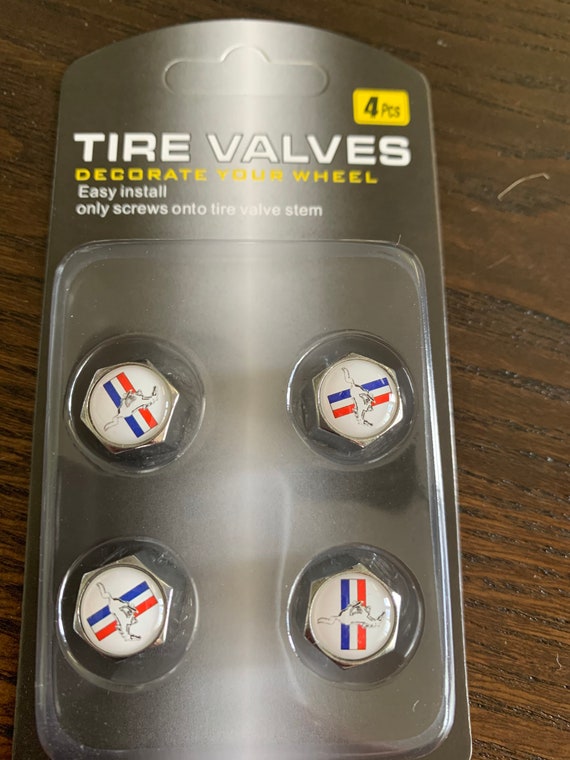 4 Pcs
TIRE VALVES
DECORATE YOUR WHEEL
Easy install
only screws onto tire valve stem